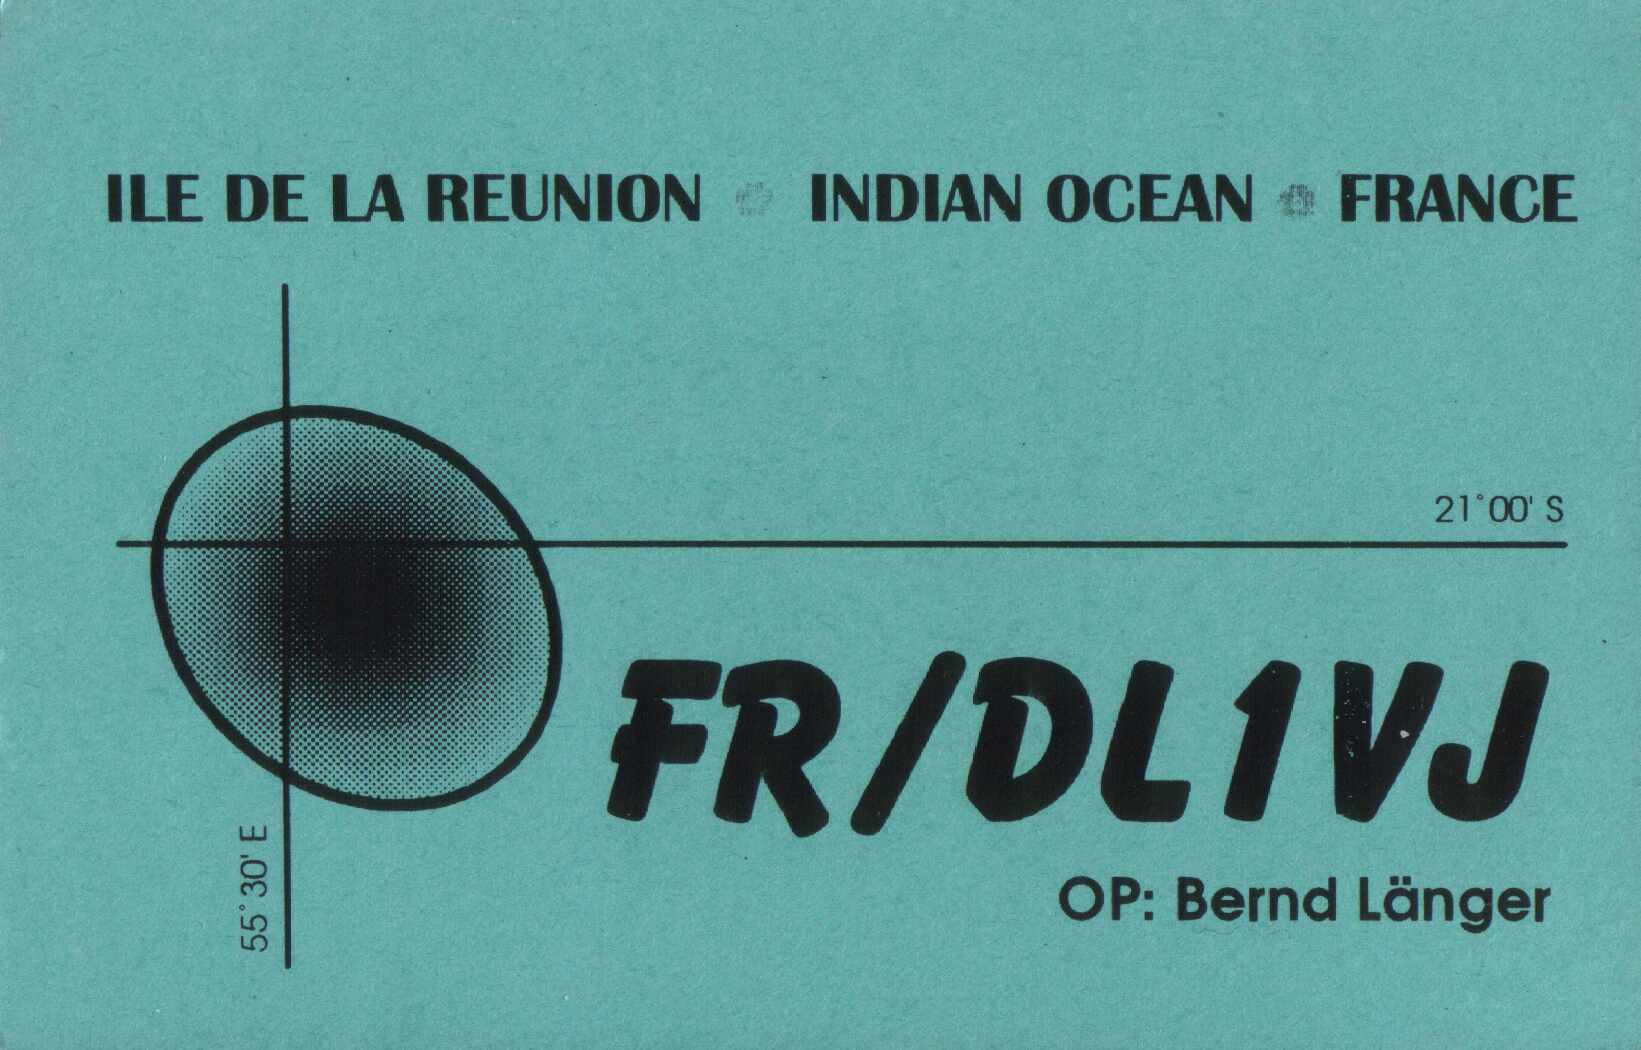 ILE DE LA REUNION INDIAN OCEAN FRANCE
21°00' S
FR/DL1VJ
55°30' E
OP: Bernd Länger